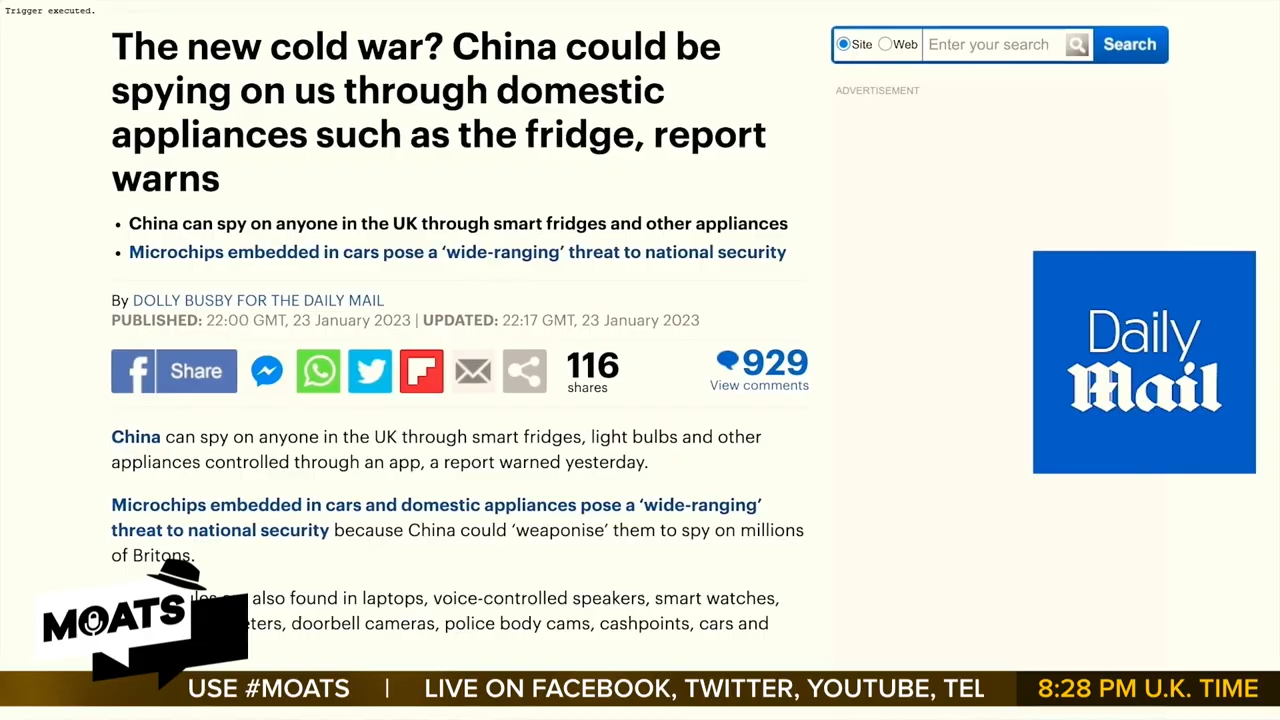 Trigger executed.
The new cold war? China could be
spying on us through domestic
appliances such as the fridge, report
warns
• China can spy on anyone in the UK through smart fridges and other appliances
• Microchips embedded in cars pose a ‘wide-ranging’ threat to national security
By DOLLY BUSBY FOR THE DAILY MAIL
PUBLISHED: 22:00 GMT, 23 January 2023 | UPDATED: 22:17 GMT, 23 January 2023
f Share
116
shares
929
View comments
China can spy on anyone in the UK through smart fridges, light bulbs and other
appliances controlled through an app, a report warned yesterday.
Microchips embedded in cars and domestic appliances pose a ‘wide-ranging’
threat to national security because China could ‘weaponise’ them to spy on millions
of Britons.
also found in laptops, voice-controlled speakers, smart watches,
doorbell cameras, police body cams, cashpoints, cars and
Site Web Enter your search Search
ADVERTISEMENT
Daily
Mail
MOATS
USE #MOATS | LIVE ON FACEBOOK, TWITTER, YOUTUBE, TEL
8:28 PM U.K. TIME